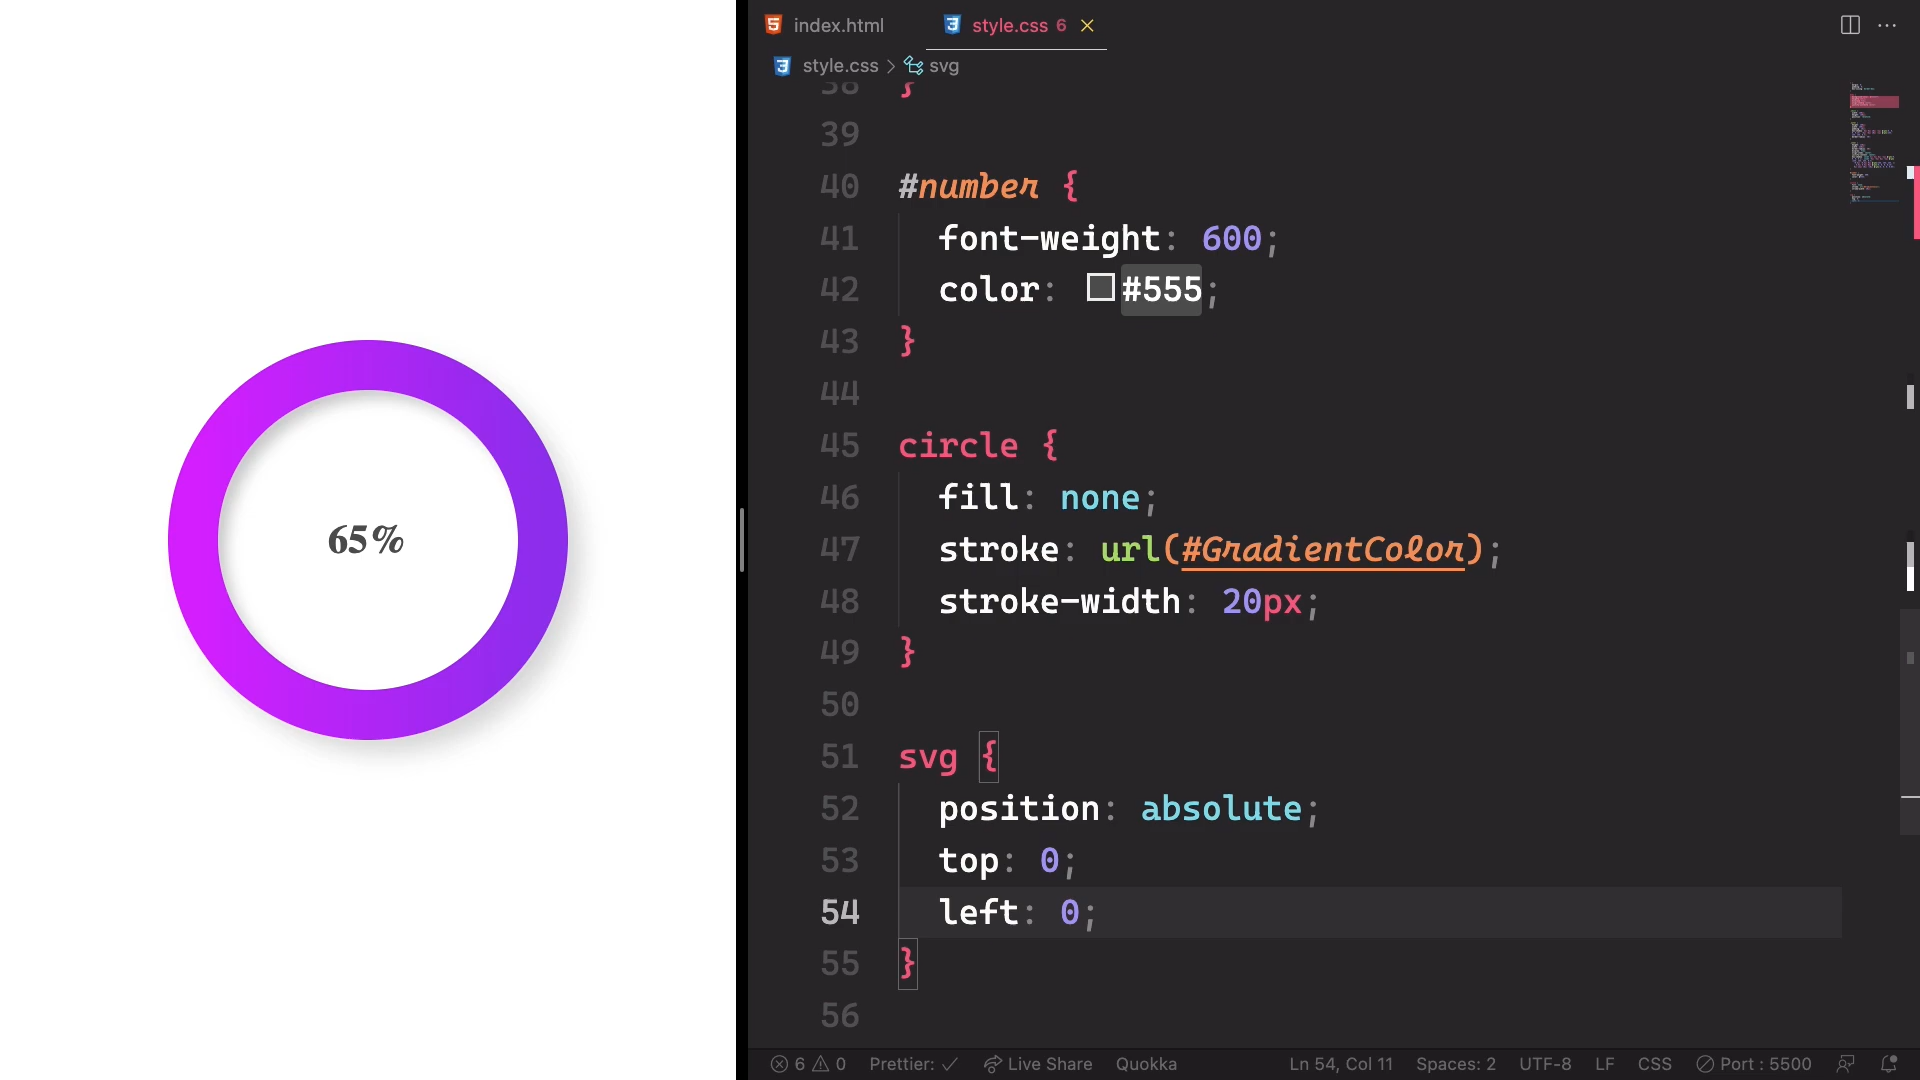 index.html
style.css 6
style.css > svg
38 }
39
40 #number {
41 font-weight: 600;
42 color: #555;
43 }
44
45 circle {
46 fill: none;
47 stroke: url(#GradientColor);
48 stroke-width: 20px;
49 }
50
51 svg {
52 position: absolute;
53 top: 0;
54 left: 0;
55 }
56
65%
6 0 Prettier: ✓ Live Share Quokka Ln 54, Col 11 Spaces: 2 UTF-8 LF CSS Port : 5500